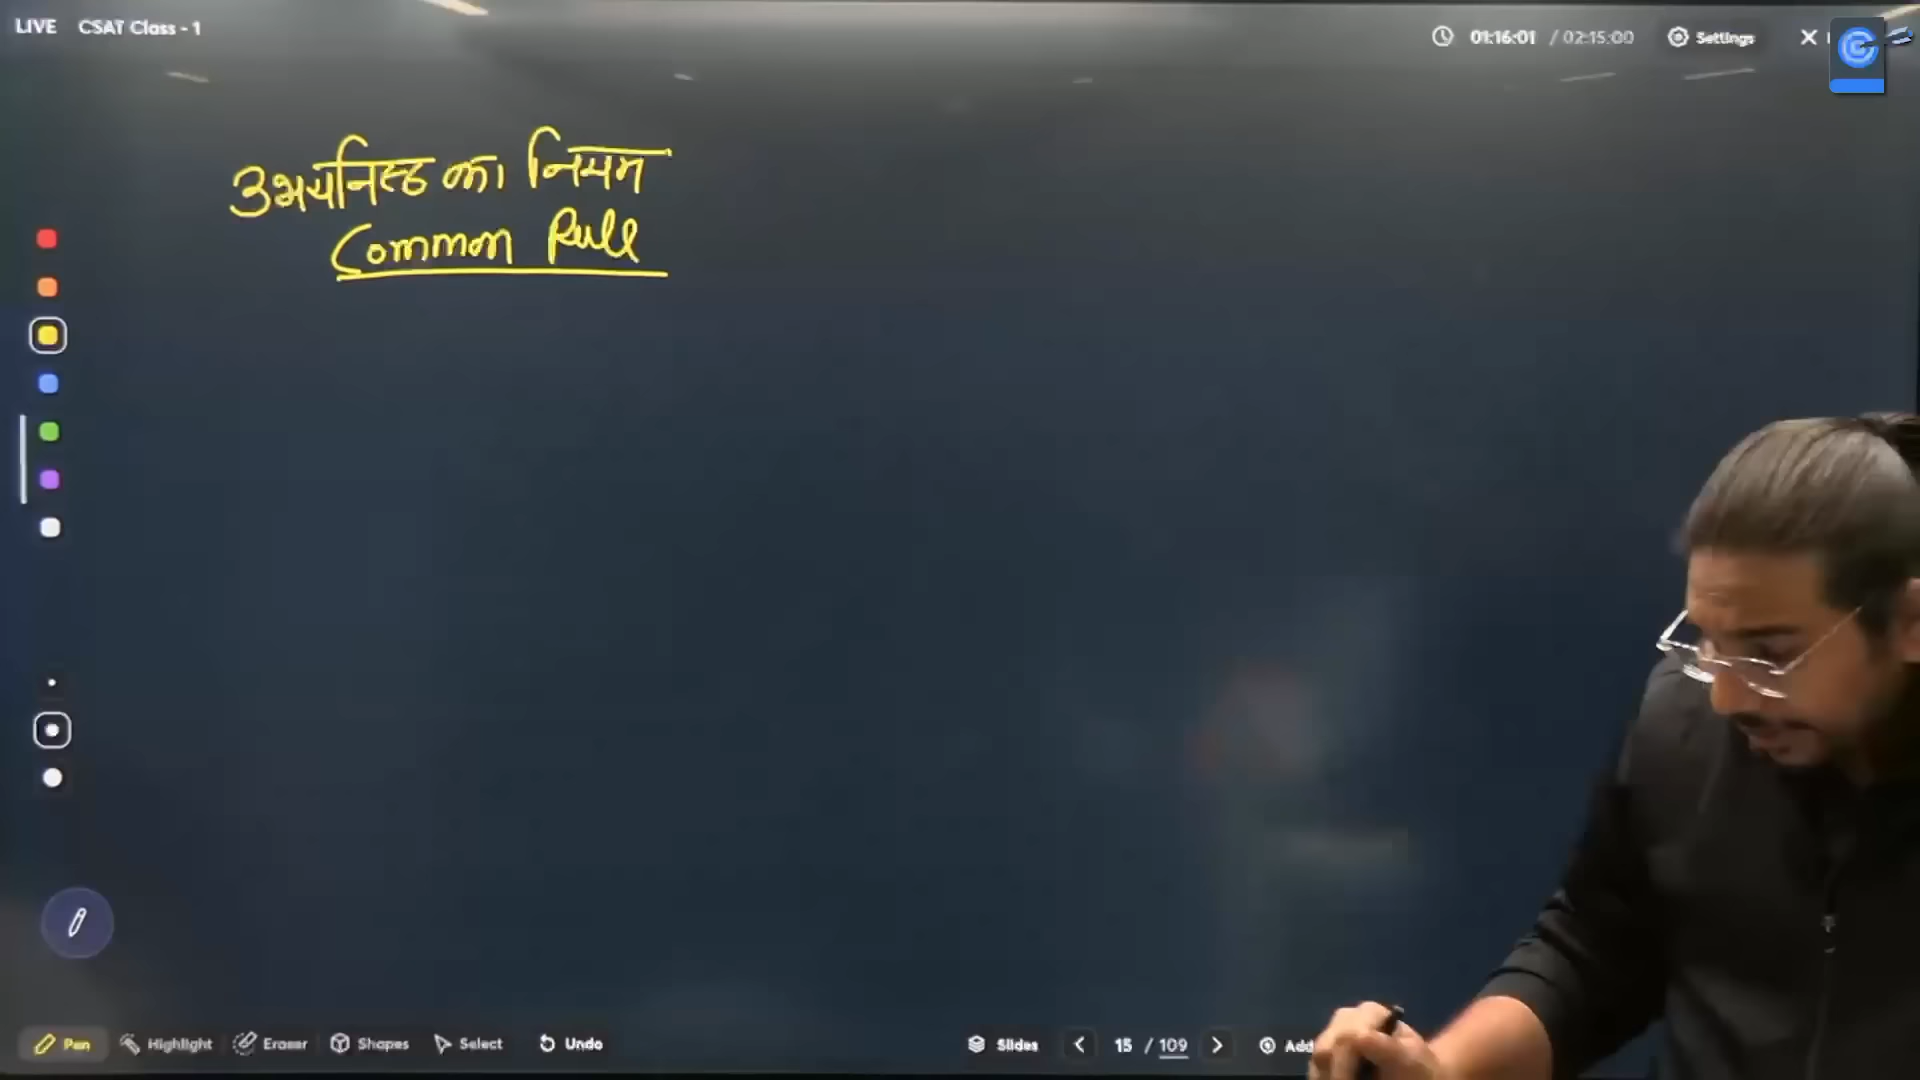 LIVE CSAT Class - 1
01:16:01 / 02:15:00 Settings
उभयनिष्ठ का नियम
Common Rule
Pen Highlight Eraser Shapes Select Undo Slides 15 / 109 Add